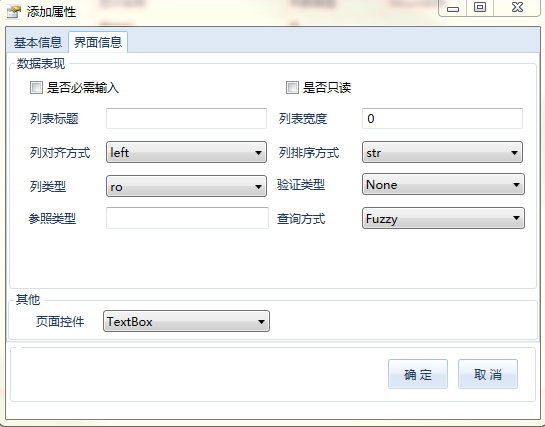 添加属性
基本信息 界面信息
数据表现
是否必需输入 是否只读
列表标题 列表宽度 0
列对齐方式 left 列排序方式 str
列类型 ro 验证类型 None
参照类型 查询方式 Fuzzy
其他
页面控件 TextBox
确 定 取 消